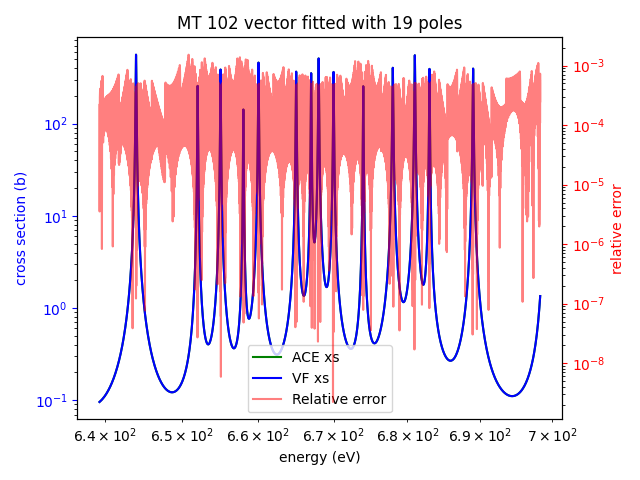 MT 102 vector fitted with 19 poles
cross section (b)
10²
10¹
10⁰
10⁻¹
10⁻³
10⁻⁴
10⁻⁵
10⁻⁶
10⁻⁷
10⁻⁸
relative error
ACE xs
VF xs
Relative error
6.4 × 10² 6.5 × 10² 6.6 × 10² 6.7 × 10² 6.8 × 10² 6.9 × 10² 7 × 10²
energy (eV)